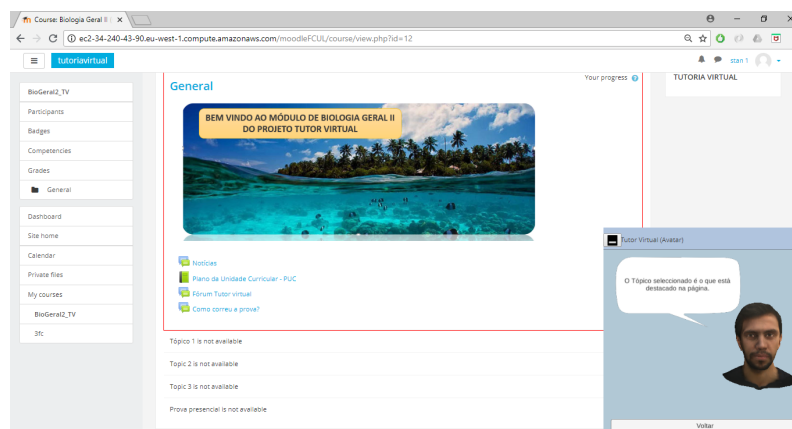 Course: Biologia Geral II
ec2-34-240-43-90.eu-west-1.compute.amazonaws.com/moodleFCUL/course/view.php?id=12
tutoriavirtual
stan 1
BioGeral2_TV
Participants
Badges
Competencies
Grades
General
Dashboard
Site home
Calendar
Private files
My courses
BioGeral2_TV
3fc
General
Your progress
BEM VINDO AO MÓDULO DE BIOLOGIA GERAL II
DO PROJETO TUTOR VIRTUAL
Notícias
Plano da Unidade Curricular - PUC
Fórum Tutor virtual
Como correu a prova?
Tópico 1 is not available
Topic 2 is not available
Topic 3 is not available
Prova presencial is not available
TUTORIA VIRTUAL
Tutor Virtual (Avatar)
O Tópico seleccionado é o que está
destacado na página.
Voltar